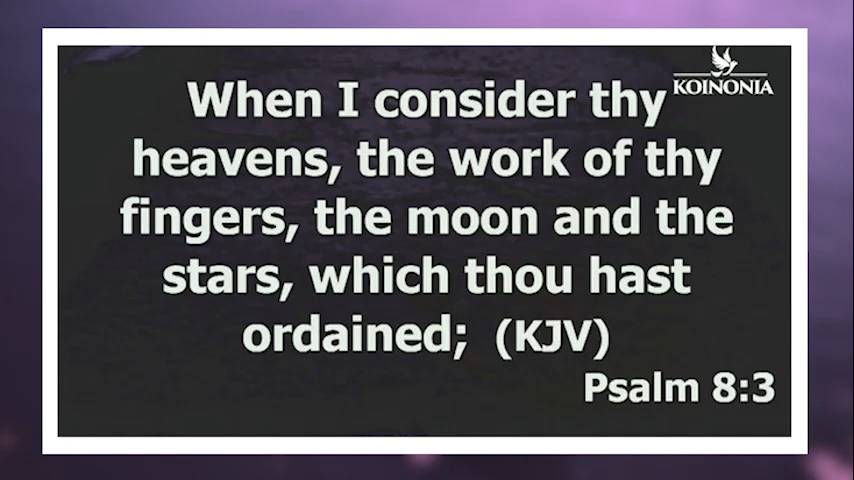 KOINONIA
When I consider thy
heavens, the work of thy
fingers, the moon and the
stars, which thou hast
ordained; (KJV)
Psalm 8:3